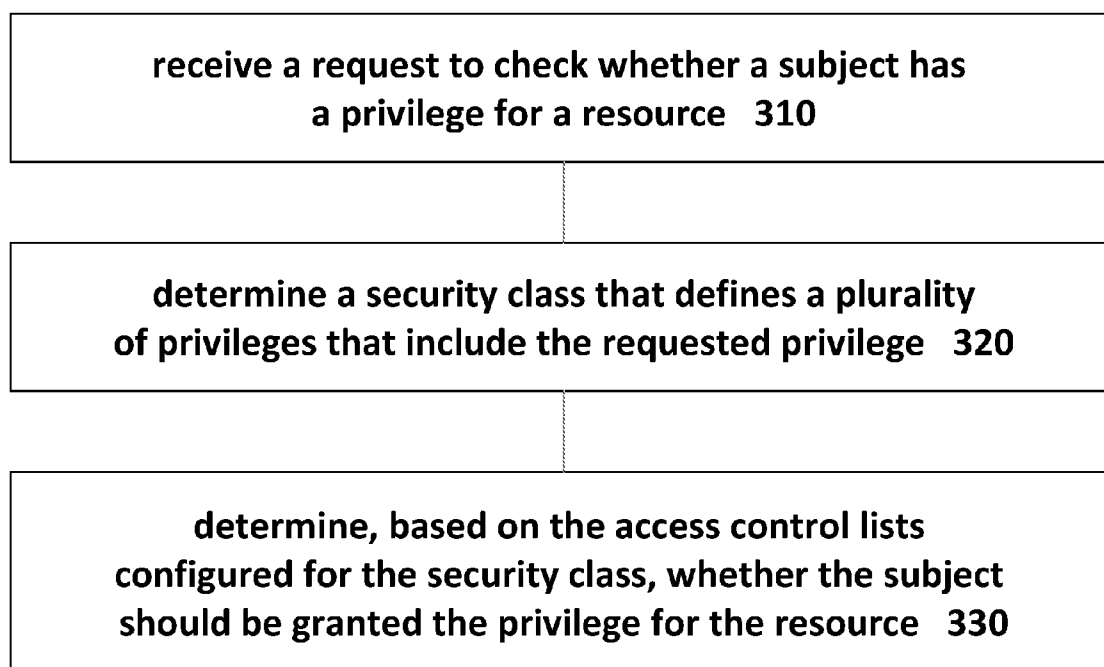 receive a request to check whether a subject has
a privilege for a resource 310
determine a security class that defines a plurality
of privileges that include the requested privilege 320
determine, based on the access control lists
configured for the security class, whether the subject
should be granted the privilege for the resource 330